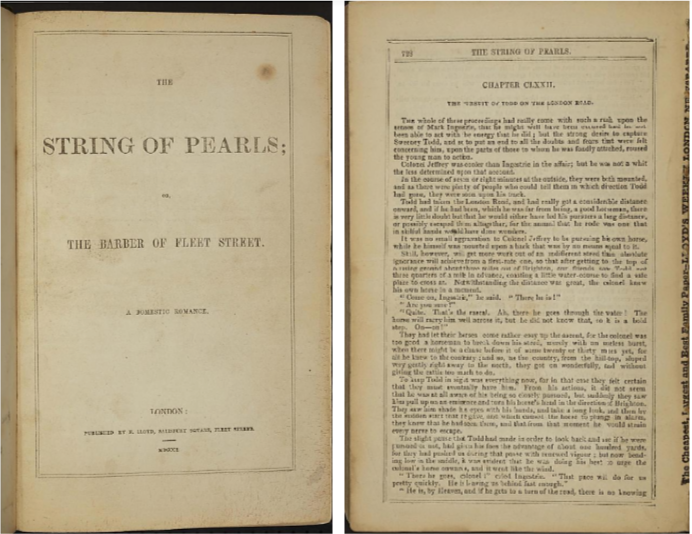 THE
STRING OF PEARLS;
OR,
THE BARBER OF FLEET STREET.
A DOMESTIC ROMANCE.
LONDON:
PUBLISHED BY E. LLOYD, SALISBURY SQUARE, FLEET STREET.
THE STRING OF PEARLS.
CHAPTER CLXXII.
THE PURSUIT OF TODD ON THE LONDON ROAD.
The whole of these proceedings had really come with such a rush upon the
senses of Mark Ingestrie, that he might well have been excused had he not
been able to act with he energy that he did; but the strong desire to capture
Sweeney Todd, and so to put an end to all the doubts and fears that were felt
concerning him, upon the parts of those to whom he was fondly attached, roused
the young man to action.
Colonel Jeffery was cooler than Ingestrie in the affair; but he was not a whit
the less determined upon that account.
In the course of seven or eight minutes at the outside, they were both mounted,
and as there were plenty of people who could tell them in which direction Todd
had gone, they were soon upon his track.
Todd had taken the London Road, and had really got a considerable distance
onward, and if he had been, which he was far from being, a good horseman, there
is very little doubt but that he would either have led his pursuers a long distance,
or possibly escaped them altogether, for the animal that he rode was one that
in skilful hands would have done wonders.
It was no small aggravation to Colonel Jeffery to be pursuing his own horse,
while he himself was mounted upon a hack that was by no means equal to it.
Still, however, will get more work out of an indifferent steed than absolute
ignorance will achieve from a first-rate one, so that after getting to the top of
rising ground about three miles out of Brighton, our friends saw Todd not
three quarters of a mile in advance, coasting a little water-course to find a safe
place to cross at. Notwithstanding the distance was great, the colonel knew
his own horse in a moment.
"Come on, Ingestrie," he said. "There he is!"
"Are you sure?"
"Quite. That's the rascal. Ah, there he goes through the water! The
horse will carry him well across it, but he did not know that, so it is a bold
step. On—on!"
They had let their horses come rather easy up the ascent, for the colonel was
too good a horseman to break down his steed, merely with an useless burst,
when there might be a chase before it of some twenty or thirty miles yet, for
all he knew to the contrary; and as, as the country, from the hill-top, sloped
very gently right away to the north, they got on wonderfully, and without
giving the cattle too much to do.
To keep Todd in sight was everything now, for in that case they felt certain
that they must eventually have him. From his actions, it did not seem
that he was at all aware of his being so closely pursued, but suddenly they saw
him pull up on an eminence and turn his horse's head in the direction of Brighton.
They saw him shade his eyes with his hands, and take a long look, and then by
the sudden start that he gave, and which caused the horse to plunge in alarm,
they knew that he had seen them, and that from that moment he would strain
every nerve to escape.
The slight pause that Todd had made in order to look back and see if he were
pursued or not, had given his foes the advantage of about one hundred yards,
for they had pushed on during that pause with renewed vigour; but now bending
low in the saddle, it was evident that he was doing his best to urge the
colonel's horse onwards, and it went like the wind.
"There he goes, colonel!" cried Ingestrie. "That pace will do for us
pretty quickly. He is leaving us behind fast enough."
"He is, by Heaven, and if he gets to a turn of the road, there is no knowing
The Cheapest, Largest and Best Family Paper—LLOYD'S WEEKLY LONDON NEWSPAPER